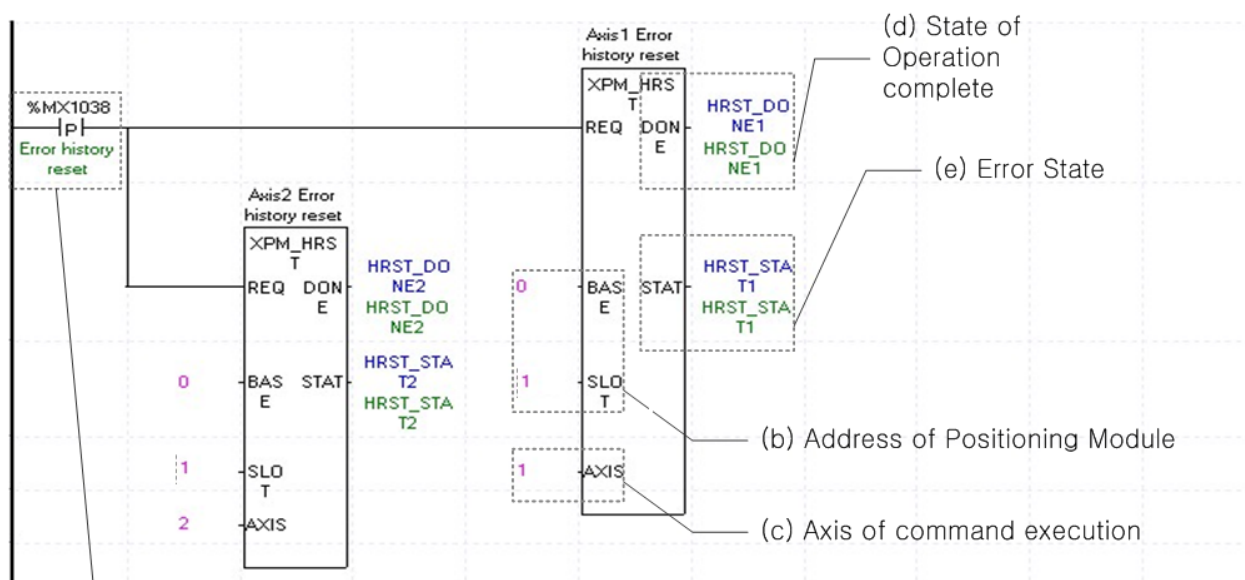 %MX1038
P
Error history
reset
Axis1 Error
history reset
XPM_HRS
T
REQ
DON
E
HRST_DO
NE1
HRST_DO
NE1
(d) State of
Operation
complete
(e) Error State
0
BAS
E
STAT
HRST_STA
T1
HRST_STA
T1
1
SLO
T
(b) Address of Positioning Module
1
AXIS
(c) Axis of command execution
Axis2 Error
history reset
XPM_HRS
T
REQ
DON
E
HRST_DO
NE2
HRST_DO
NE2
0
BAS
E
STAT
HRST_STA
T2
HRST_STA
T2
1
SLO
T
2
AXIS